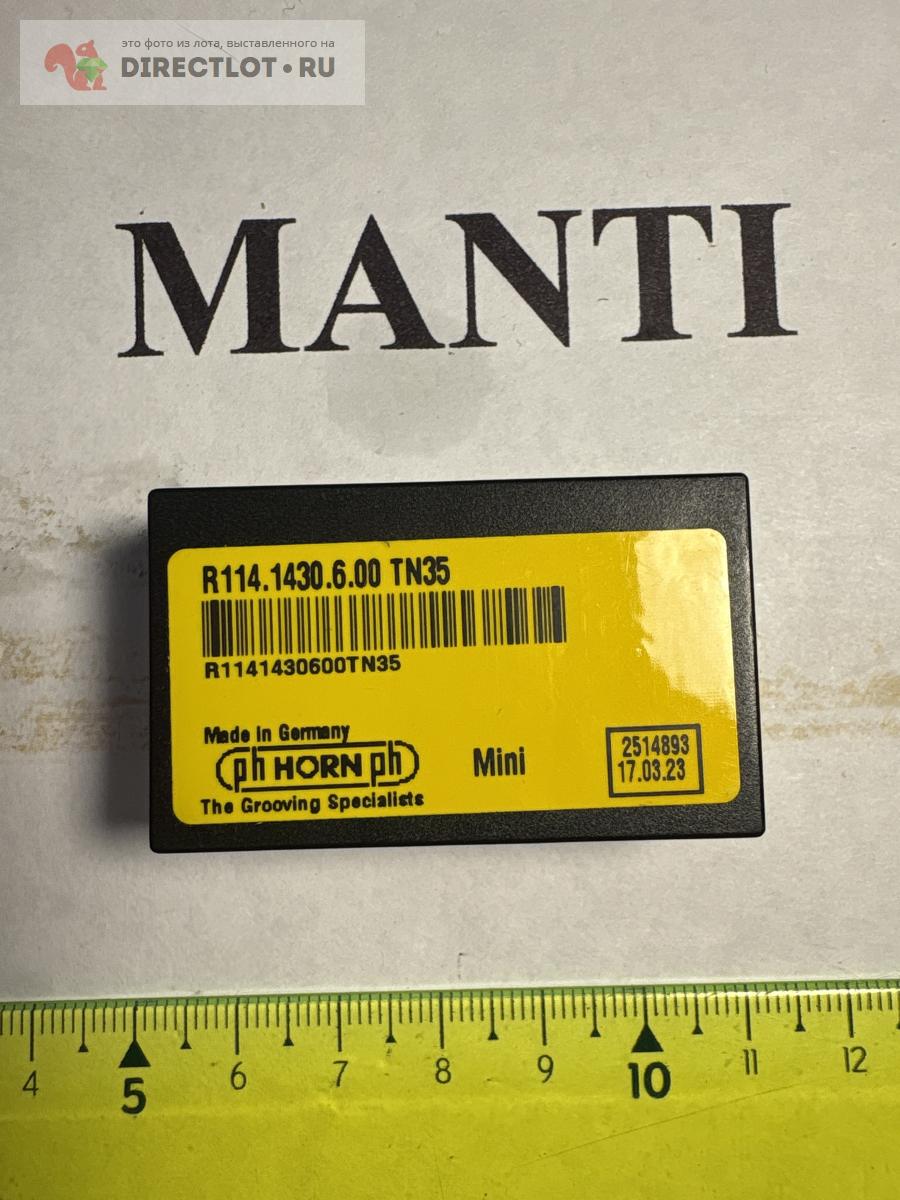 это фото из лота, выставленного на
DIRECTLOT•RU
MANTI
R114.1430.6.00 TN35
R1141430600TN35
Made in Germany
ph HORN ph
The Grooving Specialists
Mini
2514893
17.03.23
4 5 6 7 8 9 10 11 12